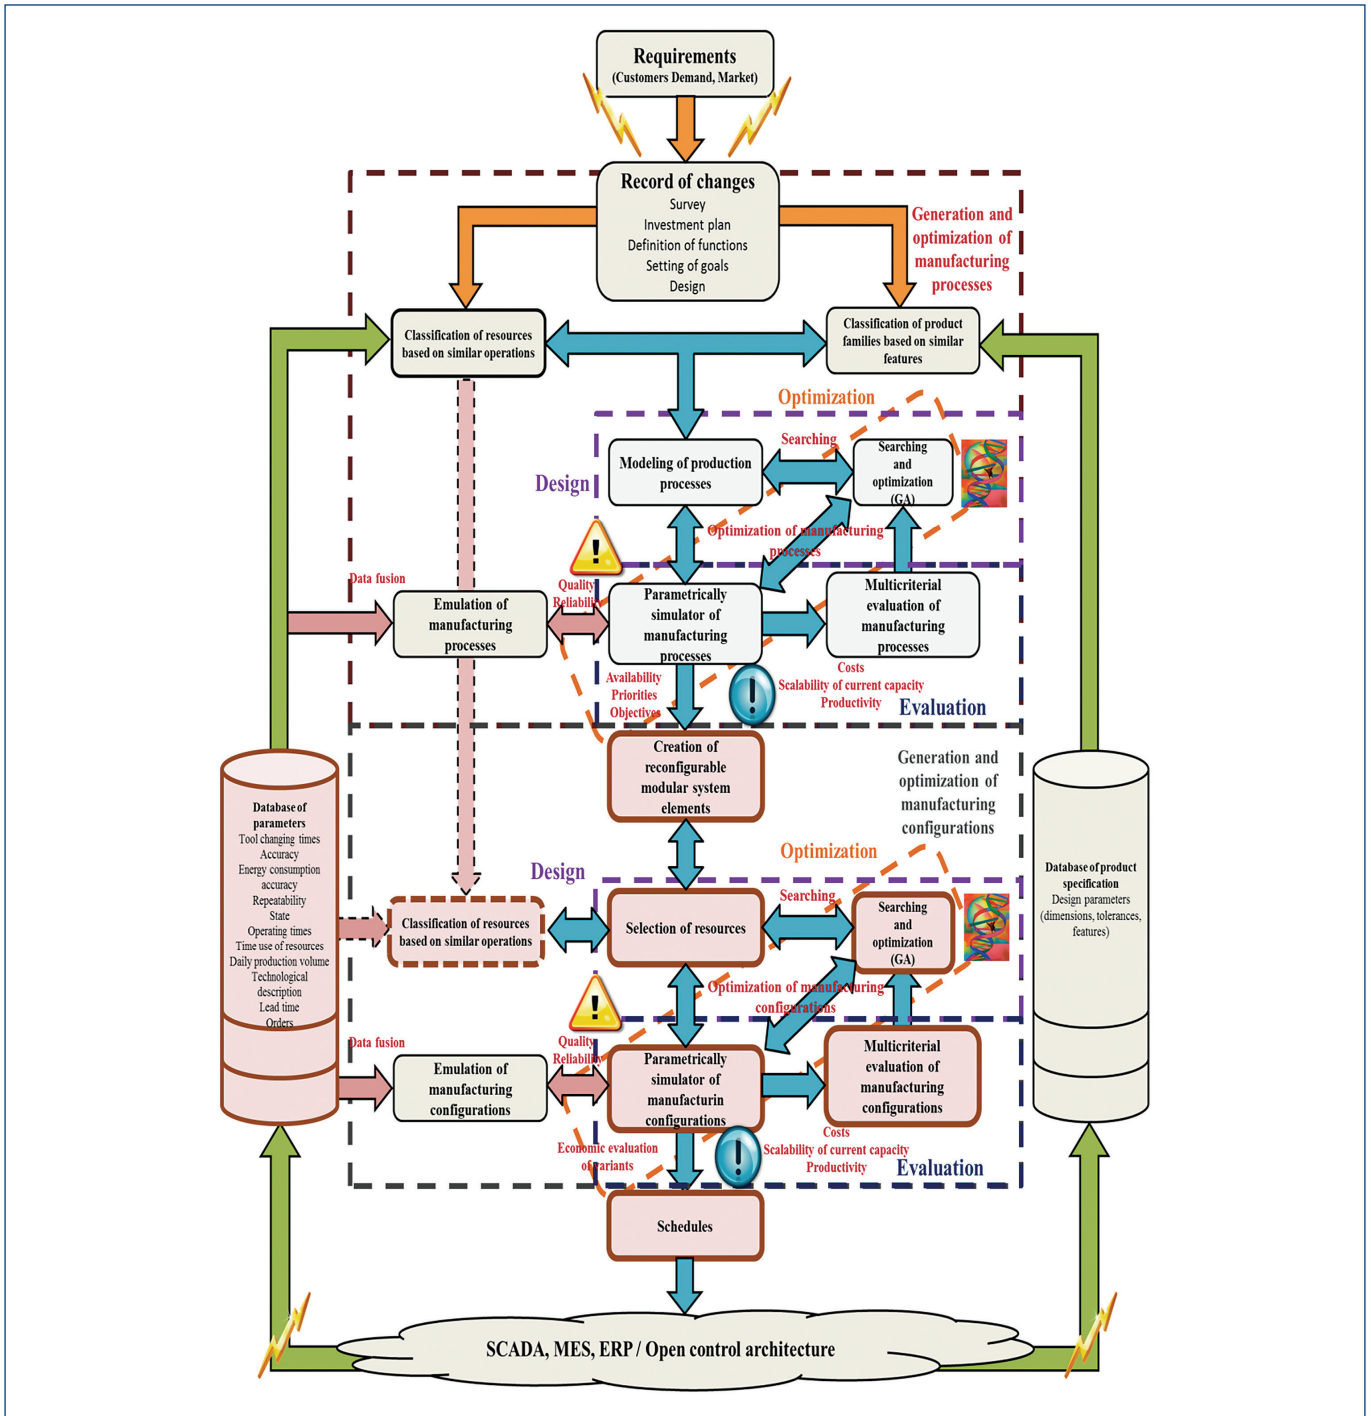 Requirements
(Customers Demand, Market)
Record of changes
Survey
Investment plan
Definition of functions
Setting of goals
Design
Generation and
optimization of
manufacturing
processes
Classification of resources
based on similar operations
Classification of product
families based on similar
features
Optimization
Design
Modeling of production
processes
Searching
Searching
and
optimization
(GA)
Optimization of manufacturing
processes
Data fusion
Emulation of
manufacturing
processes
Quality
Reliability
Parametrically
simulator of
manufacturing
processes
Multicriterial
evaluation of
manufacturing
processes
Availability
Priorities
Objectives
Costs
Scalability of current capacity
Productivity
Evaluation
Creation of
reconfigurable
modular system
elements
Generation and
optimization of
manufacturing
configurations
Database of
parameters
Tool changing times
Accuracy
Energy consumption
accuracy
Repeatability
State
Operating times
Time use of resources
Daily production volume
Technological
description
Lead time
Orders
Database of product
specification
Design parameters
(dimensions, tolerances,
features)
Optimization
Design
Classification of resources
based on similar operations
Selection of resources
Searching
Searching
and
optimization
(GA)
Optimization of manufacturing
configurations
Data fusion
Emulation of
manufacturing
configurations
Quality
Reliability
Parametrically
simulator of
manufacturin
configurations
Multicriterial
evaluation of
manufacturing
configurations
Economic evaluation
of variants
Costs
Scalability of current capacity
Productivity
Evaluation
Schedules
SCADA, MES, ERP / Open control architecture